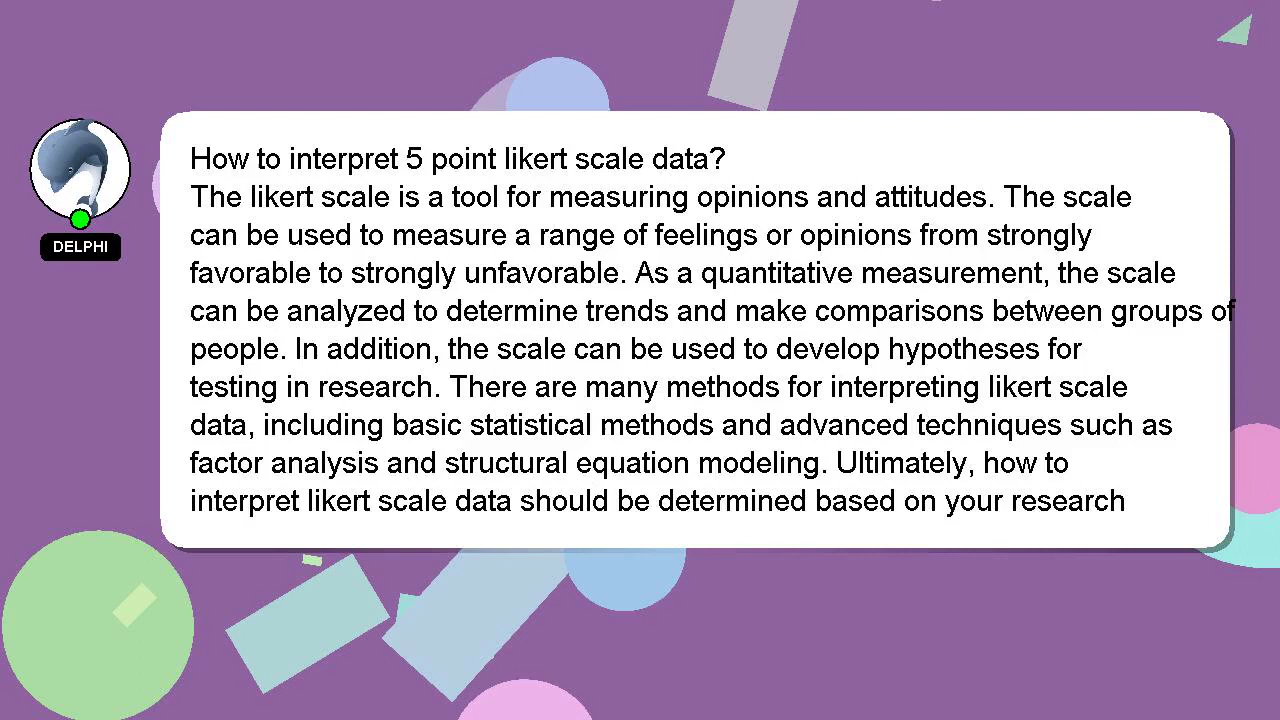 How to interpret 5 point likert scale data?
The likert scale is a tool for measuring opinions and attitudes. The scale
can be used to measure a range of feelings or opinions from strongly
favorable to strongly unfavorable. As a quantitative measurement, the scale
can be analyzed to determine trends and make comparisons between groups of
people. In addition, the scale can be used to develop hypotheses for
testing in research. There are many methods for interpreting likert scale
data, including basic statistical methods and advanced techniques such as
factor analysis and structural equation modeling. Ultimately, how to
interpret likert scale data should be determined based on your research
DELPHI